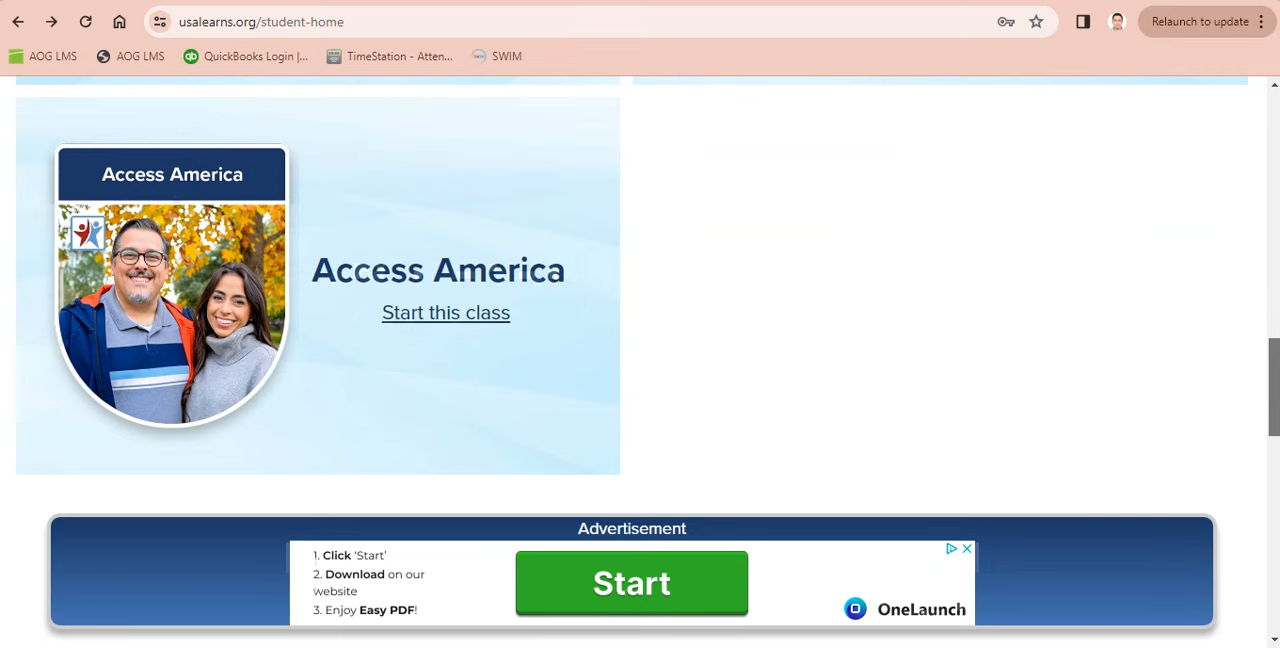 usalearns.org/student-home
Relaunch to update
AOG LMS
AOG LMS
QuickBooks Login |...
TimeStation - Atten...
SWIM
Access America
Access America
Start this class
Advertisement
1. Click 'Start'
2. Download on our
website
3. Enjoy Easy PDF!
Start
OneLaunch